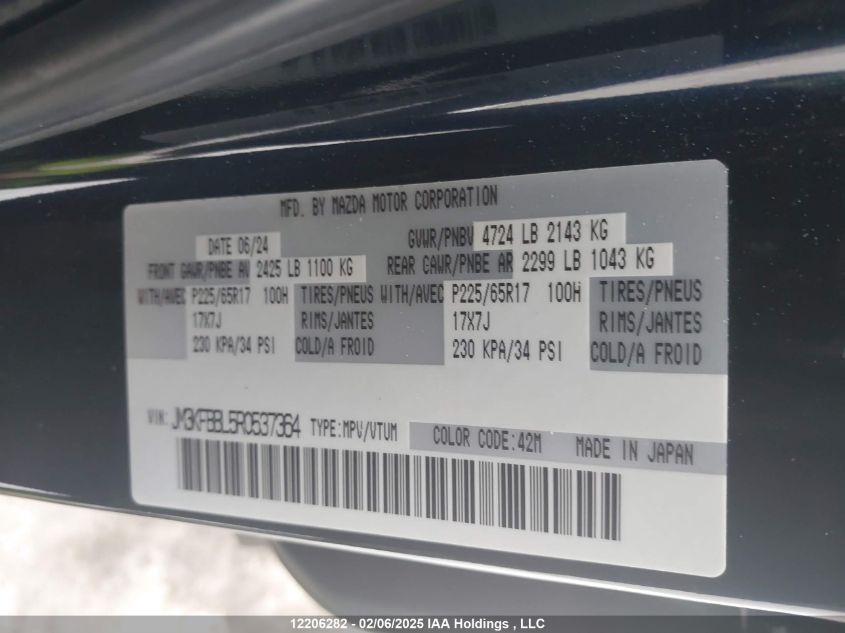 MFD. BY MAZDA MOTOR CORPORATION
DATE 06/24 GVWR/PNBV 4724 LB 2143 KG
FRONT GAWR/PNBE AV 2425 LB 1100 KG REAR GAWR/PNBE AR 2299 LB 1043 KG
WITH/AVEC P225/65R17 100H TIRES/PNEUS WITH/AVEC P225/65R17 100H TIRES/PNEUS
17X7J RIMS/JANTES 17X7J RIMS/JANTES
230 KPA/34 PSI COLD/A FROID 230 KPA/34 PSI COLD/A FROID
VIN: JM3KFBBL5R0537364 TYPE:MPV/VTUM COLOR CODE:42M MADE IN JAPAN
12206282 - 02/06/2025 IAA Holdings , LLC